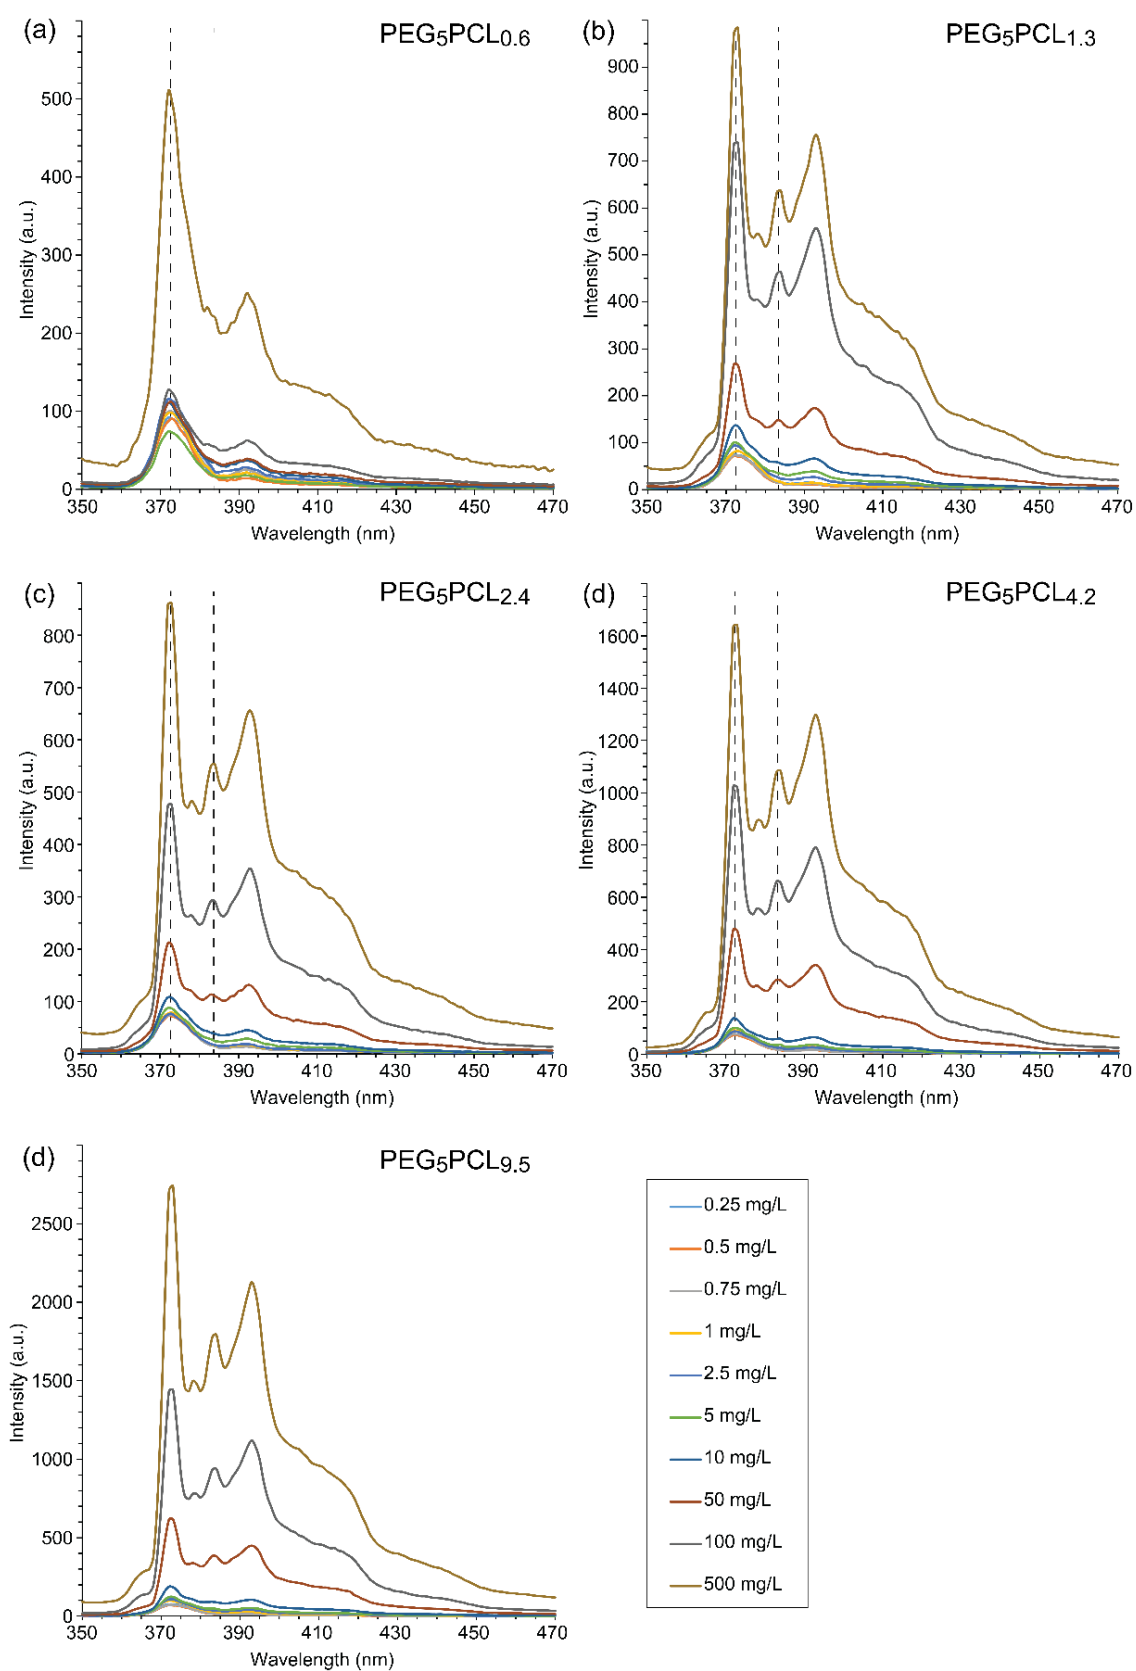 (a)
PEG5PCL0.6
500
400
300
200
100
0
350
370
390
410
430
450
470
Intensity (a.u.)
Wavelength (nm)
(b)
PEG5PCL1.3
900
800
700
600
500
400
300
200
100
0
350
370
390
410
430
450
470
Intensity (a.u.)
Wavelength (nm)
(c)
PEG5PCL2.4
800
700
600
500
400
300
200
100
0
350
370
390
410
430
450
470
Intensity (a.u.)
Wavelength (nm)
(d)
PEG5PCL4.2
1600
1400
1200
1000
800
600
400
200
0
350
370
390
410
430
450
470
Intensity (a.u.)
Wavelength (nm)
(d)
PEG5PCL9.5
2500
2000
1500
1000
500
0
350
370
390
410
430
450
470
Intensity (a.u.)
Wavelength (nm)
0.25 mg/L
0.5 mg/L
0.75 mg/L
1 mg/L
2.5 mg/L
5 mg/L
10 mg/L
50 mg/L
100 mg/L
500 mg/L